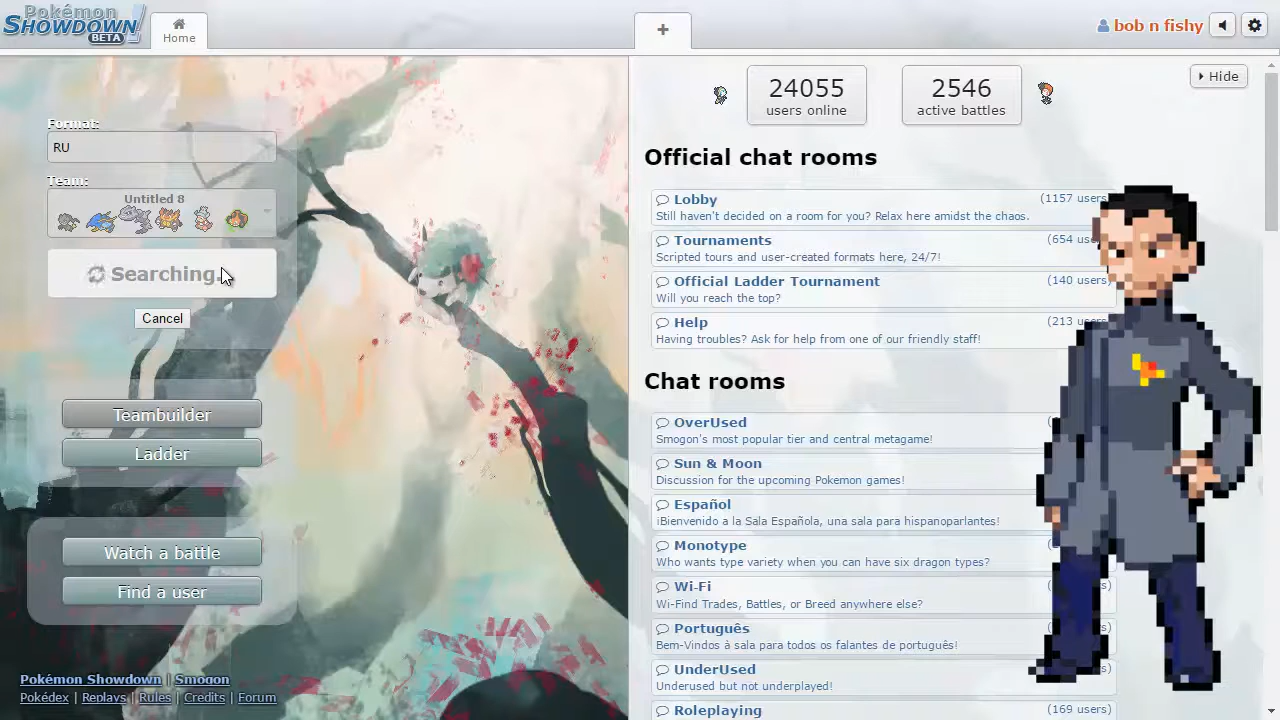 Pokémon
SHOWDOWN!
BETA
Home
+
bob n fishy
Format:
RU
Team:
Untitled 8
Searching...
Cancel
Teambuilder
Ladder
Watch a battle
Find a user
Pokémon Showdown | Smogon
Pokédex | Replays | Rules | Credits | Forum
24055
users online
2546
active battles
Hide
Official chat rooms
Lobby (1157 users
Still haven't decided on a room for you? Relax here amidst the chaos.
Tournaments (654 users
Scripted tours and user-created formats here, 24/7!
Official Ladder Tournament (140 users)
Will you reach the top?
Help (213 users
Having troubles? Ask for help from one of our friendly staff!
Chat rooms
OverUsed
Smogon's most popular tier and central metagame!
Sun & Moon
Discussion for the upcoming Pokemon games!
Español
¡Bienvenido a la Sala Española, una sala para hispanoparlantes!
Monotype
Who wants type variety when you can have six dragon types?
Wi-Fi
Wi-Find Trades, Battles, or Breed anywhere else?
Português
Bem-Vindos à sala para todos os falantes de português!
UnderUsed
Underused but not underplayed!
Roleplaying (169 users)